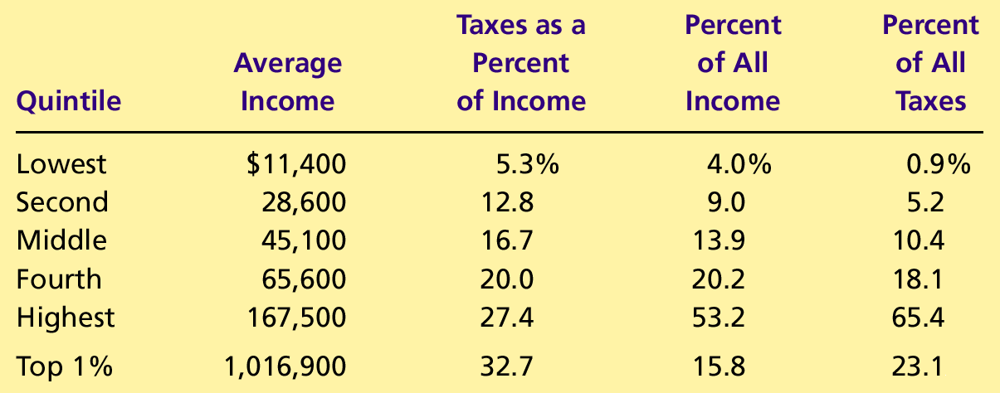 Taxes as a Percent Percent
Average Percent of All of All
Quintile Income of Income Income Taxes
Lowest $11,400 5.3% 4.0% 0.9%
Second 28,600 12.8 9.0 5.2
Middle 45,100 16.7 13.9 10.4
Fourth 65,600 20.0 20.2 18.1
Highest 167,500 27.4 53.2 65.4
Top 1% 1,016,900 32.7 15.8 23.1